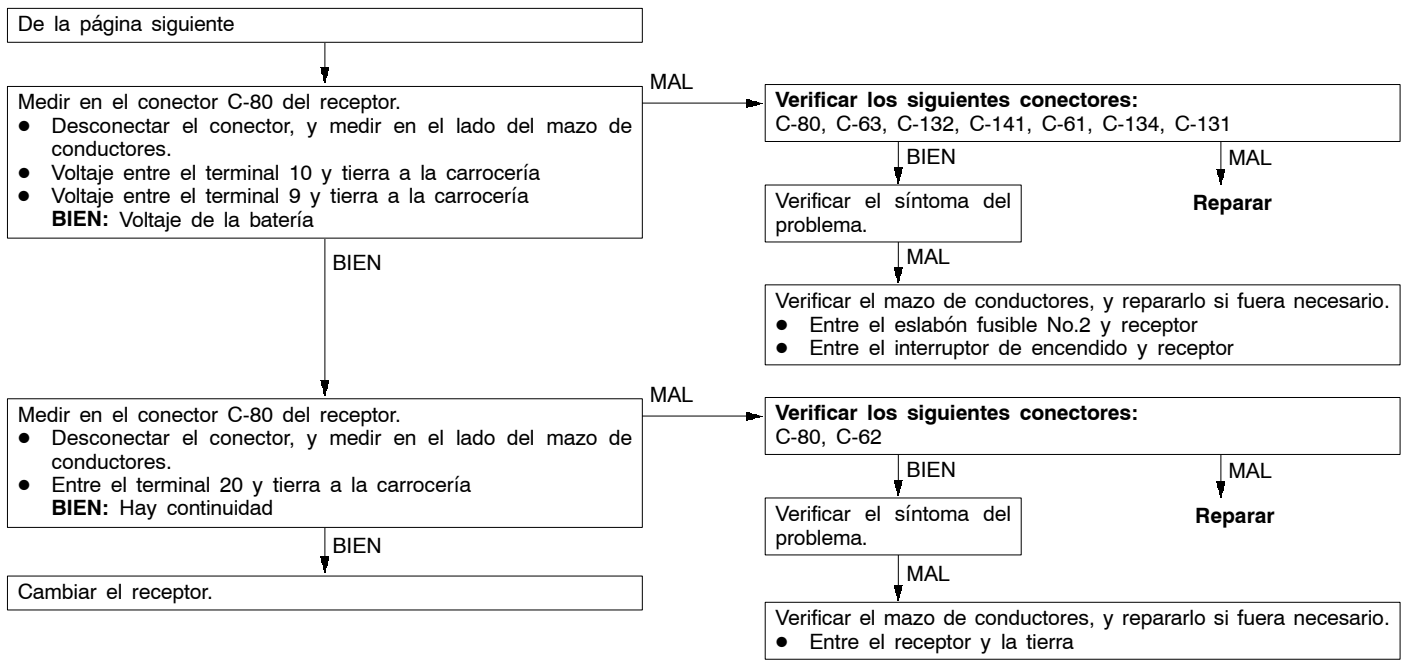 De la página siguiente
Medir en el conector C-80 del receptor.
● Desconectar el conector, y medir en el lado del mazo de
conductores.
● Voltaje entre el terminal 10 y tierra a la carrocería
● Voltaje entre el terminal 9 y tierra a la carrocería
BIEN: Voltaje de la batería
MAL
Verificar los siguientes conectores:
C-80, C-63, C-132, C-141, C-61, C-134, C-131
BIEN
MAL
Verificar el síntoma del
problema.
Reparar
MAL
Verificar el mazo de conductores, y repararlo si fuera necesario.
● Entre el eslabón fusible No.2 y receptor
● Entre el interruptor de encendido y receptor
BIEN
Medir en el conector C-80 del receptor.
● Desconectar el conector, y medir en el lado del mazo de
conductores.
● Entre el terminal 20 y tierra a la carrocería
BIEN: Hay continuidad
MAL
Verificar los siguientes conectores:
C-80, C-62
BIEN
MAL
Verificar el síntoma del
problema.
Reparar
MAL
Verificar el mazo de conductores, y repararlo si fuera necesario.
● Entre el receptor y la tierra
BIEN
Cambiar el receptor.